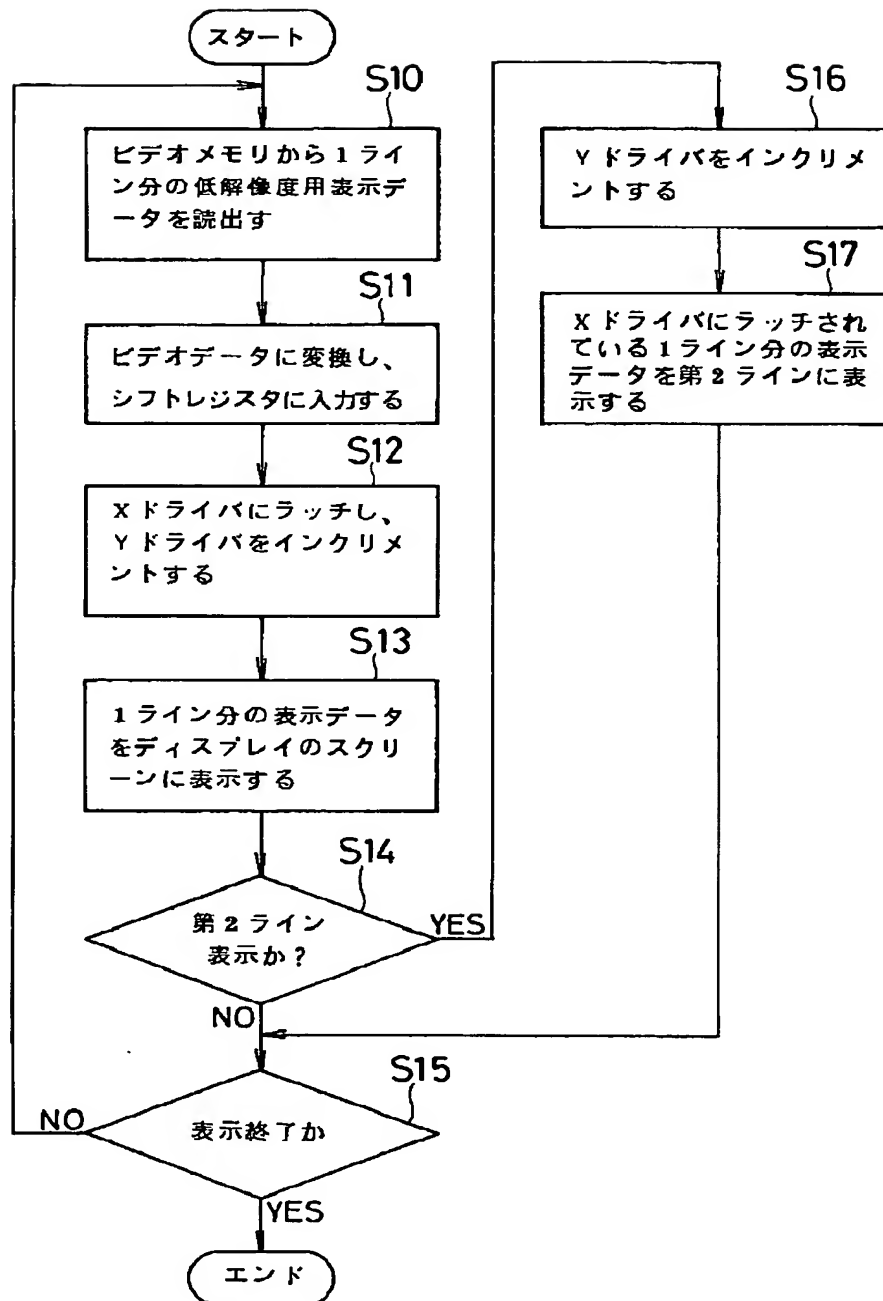 スタート
S10
ビデオメモリから1ライ
ン分の低解像度用表示デ
ータを読出す
S11
ビデオデータに変換し、
シフトレジスタに入力する
S12
Xドライバにラッチし、
Yドライバをインクリメ
ントする
S13
1ライン分の表示データ
をディスプレイのスクリ
ーンに表示する
S14
第2ライン
表示か?
YES
NO
S15
表示終了か
NO
YES
エンド
S16
Yドライバをインクリメ
ントする
S17
Xドライバにラッチされ
ている1ライン分の表示
データを第2ラインに表
示する